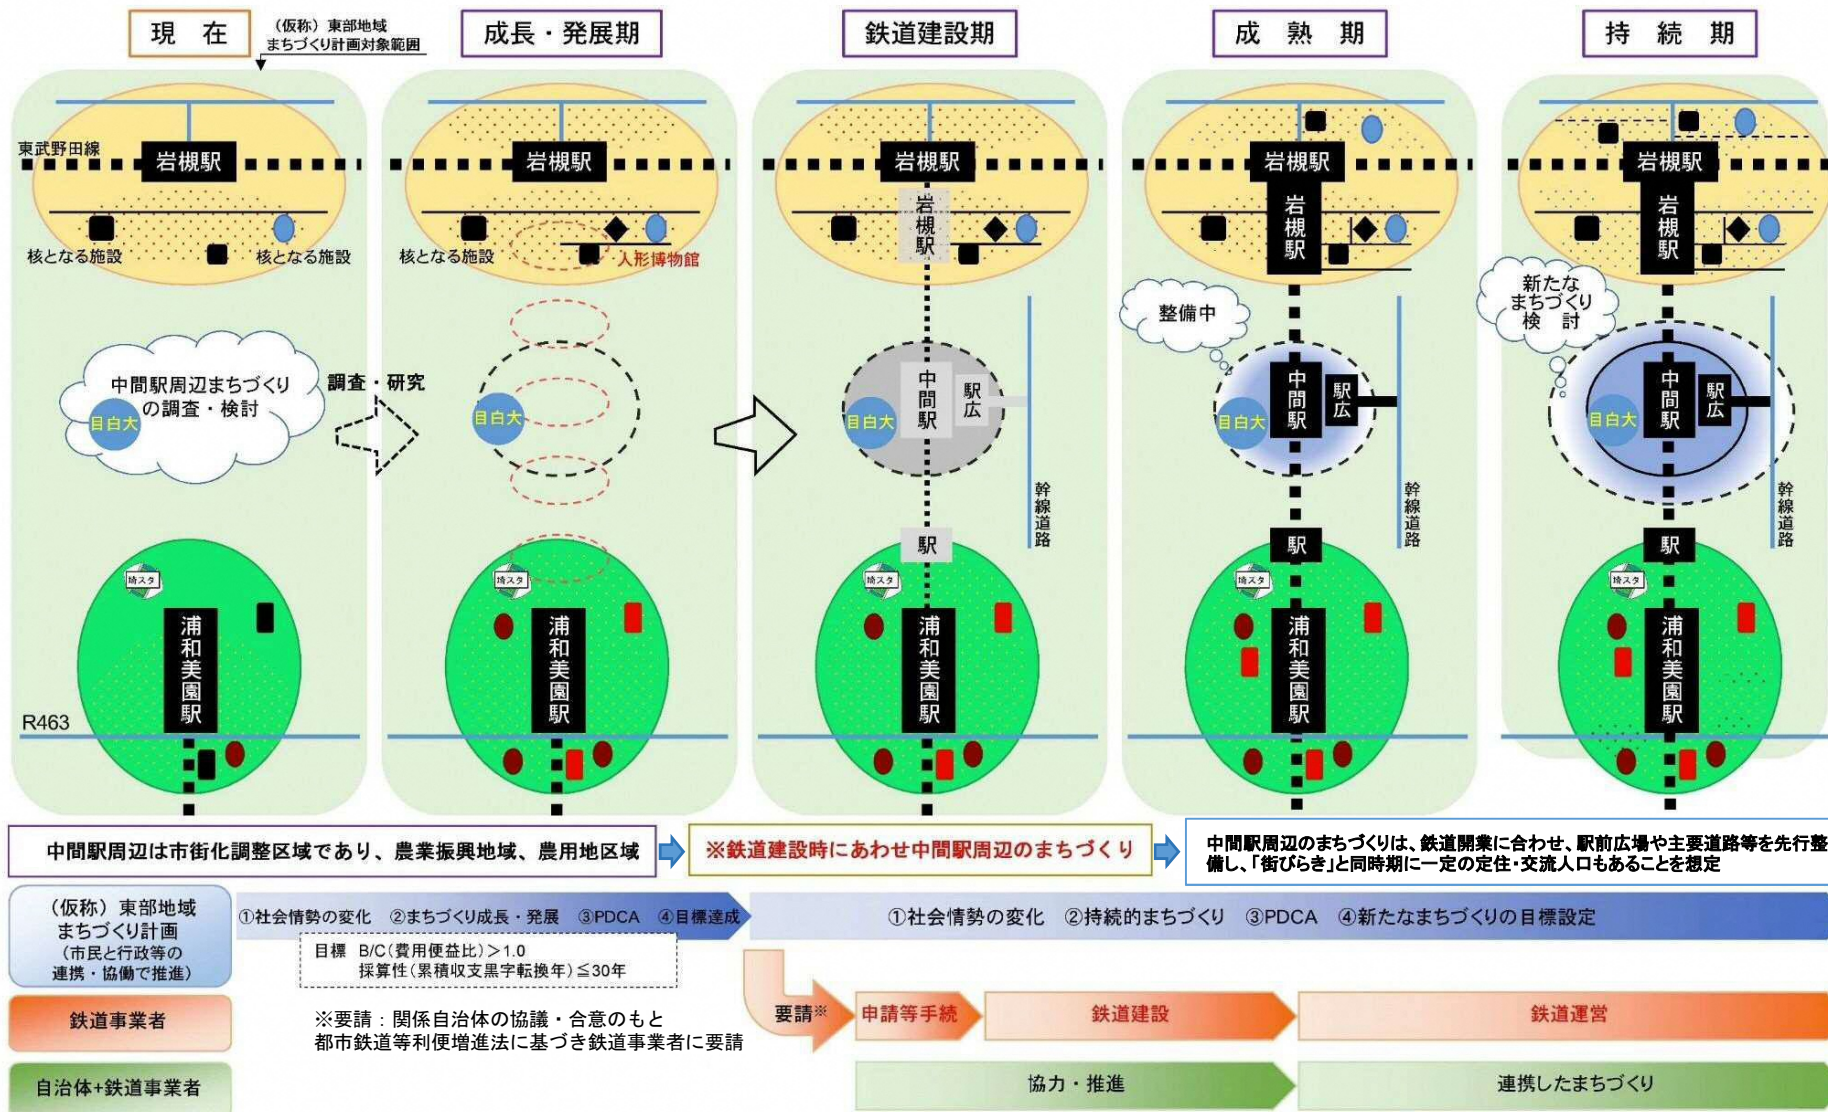 現 在
(仮称) 東部地域
まちづくり計画対象範囲
成長・発展期
鉄道建設期
成 熟 期
持 続 期
東武野田線
岩槻駅
核となる施設
核となる施設
中間駅周辺まちづくり
の調査・検討
目白大
浦和美園駅
埼スタ
R463
調査・研究
岩槻駅
核となる施設
人形博物館
目白大
埼スタ
浦和美園駅
岩槻駅
岩槻駅
中間駅
駅広
目白大
幹線道路
駅
埼スタ
浦和美園駅
岩槻駅
岩槻駅
整備中
中間駅
駅広
目白大
幹線道路
駅
埼スタ
浦和美園駅
岩槻駅
岩槻駅
新たな
まちづくり
検 討
中間駅
駅広
目白大
幹線道路
駅
埼スタ
浦和美園駅
中間駅周辺は市街化調整区域であり、農業振興地域、農用地区域
※鉄道建設時にあわせ中間駅周辺のまちづくり
中間駅周辺のまちづくりは、鉄道開業に合わせ、駅前広場や主要道路等を先行整
備し、「街びらき」と同時期に一定の定住・交流人口もあることを想定
(仮称) 東部地域
まちづくり計画
(市民と行政等の
連携・協働で推進)
①社会情勢の変化 ②まちづくり成長・発展 ③PDCA ④目標達成
①社会情勢の変化 ②持続的まちづくり ③PDCA ④新たなまちづくりの目標設定
目標 B/C(費用便益比)>1.0
採算性(累積収支黒字転換年)≦30年
鉄道事業者
※要請:関係自治体の協議・合意のもと
都市鉄道等利便増進法に基づき鉄道事業者に要請
要請※
申請等手続
鉄道建設
鉄道運営
自治体+鉄道事業者
協力・推進
連携したまちづくり